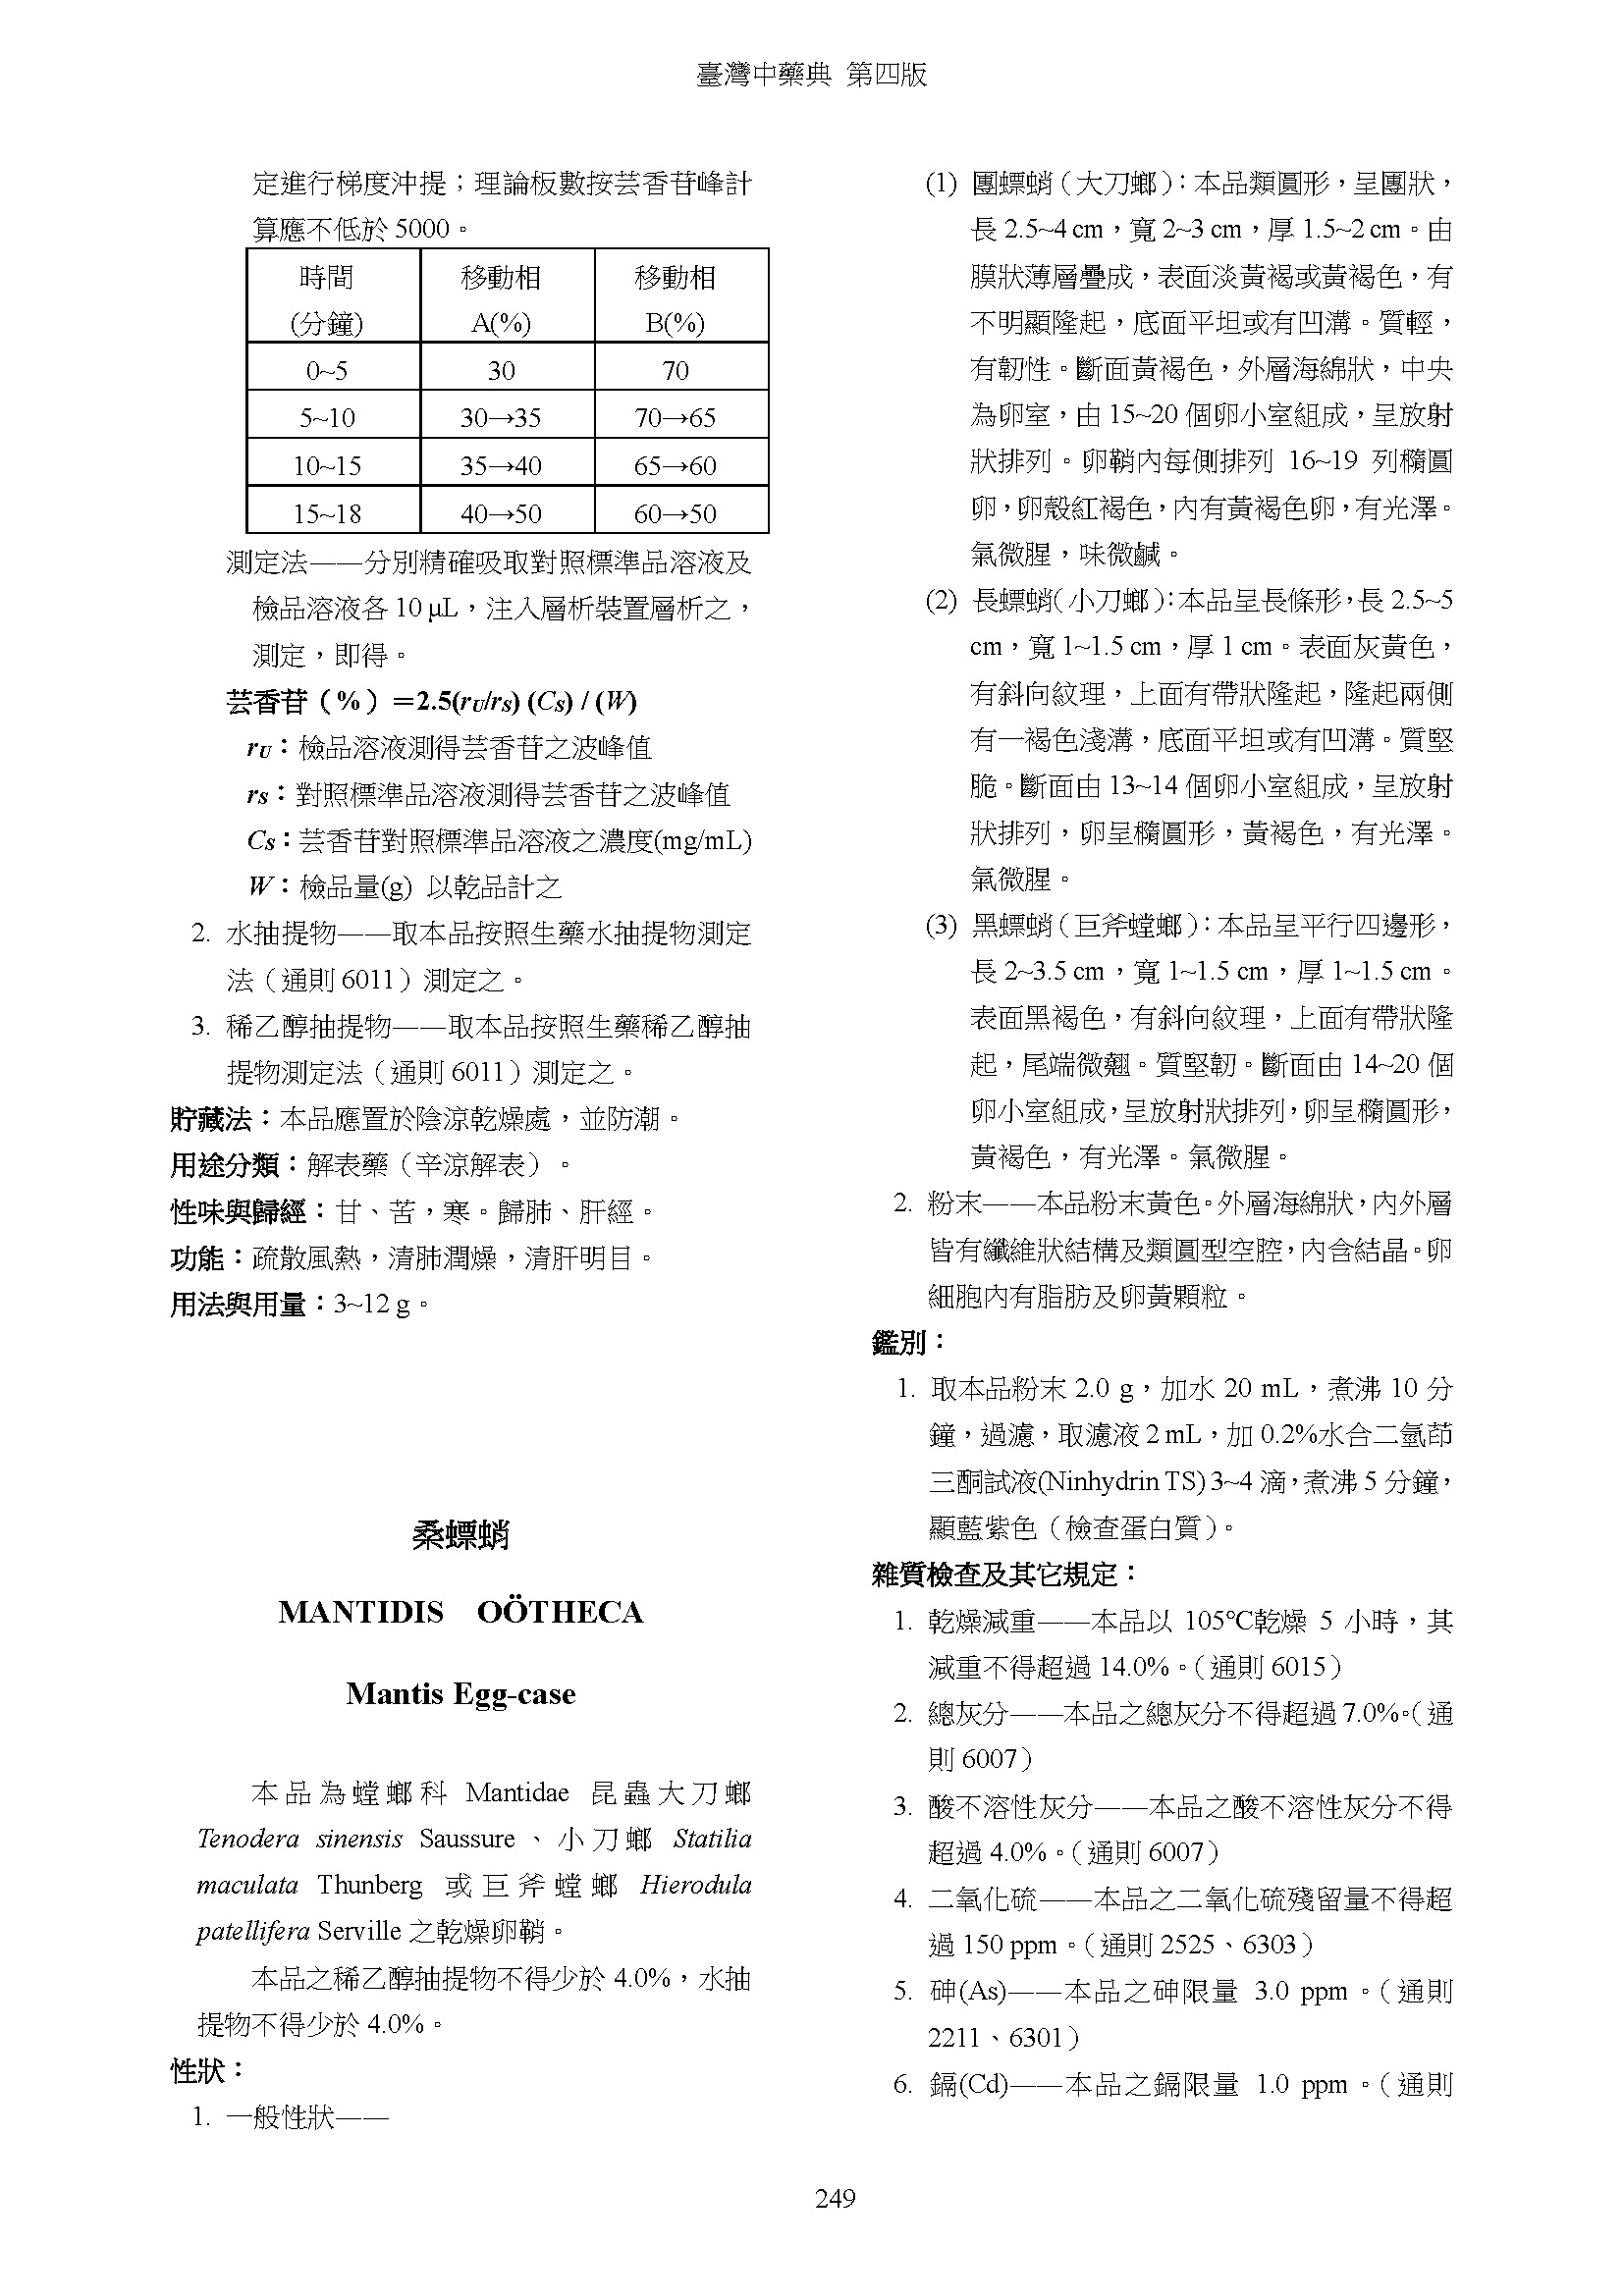 臺灣中藥典 第四版
定進行梯度沖提；理論板數按芸香苷峰計
算應不低於 5000。
時間 移動相 移動相
(分鐘) A(%) B(%)
0~5 30 70
5~10 30→35 70→65
10~15 35→40 65→60
15~18 40→50 60→50
測定法——分別精確吸取對照標準品溶液及
檢品溶液各 10 μL，注入層析裝置層析之，
測定，即得。
芸香苷（%）＝2.5(rU/rS) (CS) / (W)
rU：檢品溶液測得芸香苷之波峰值
rS：對照標準品溶液測得芸香苷之波峰值
CS：芸香苷對照標準品溶液之濃度(mg/mL)
W：檢品量(g) 以乾品計之
2. 水抽提物——取本品按照生藥水抽提物測定
法（通則 6011）測定之。
3. 稀乙醇抽提物——取本品按照生藥稀乙醇抽
提物測定法（通則 6011）測定之。
貯藏法：本品應置於陰涼乾燥處，並防潮。
用途分類：解表藥（辛涼解表）。
性味與歸經：甘、苦，寒。歸肺、肝經。
功能：疏散風熱，清肺潤燥，清肝明目。
用法與用量：3~12 g。
桑螵蛸
MANTIDIS OÖTHECA
Mantis Egg-case
本品為螳螂科 Mantidae 昆蟲大刀螂
Tenodera sinensis Saussure、小刀螂 Statilia
maculata Thunberg 或巨斧螳螂 Hierodula
patellifera Serville 之乾燥卵鞘。
本品之稀乙醇抽提物不得少於 4.0%，水抽
提物不得少於 4.0%。
性狀：
1. 一般性狀——
(1) 團螵蛸（大刀螂）：本品類圓形，呈團狀，
長 2.5~4 cm，寬 2~3 cm，厚 1.5~2 cm。由
膜狀薄層疊成，表面淡黃褐或黃褐色，有
不明顯隆起，底面平坦或有凹溝。質輕，
有韌性。斷面黃褐色，外層海綿狀，中央
為卵室，由 15~20 個卵小室組成，呈放射
狀排列。卵鞘內每側排列 16~19 列橢圓
卵，卵殼紅褐色，內有黃褐色卵，有光澤。
氣微腥，味微鹹。
(2) 長螵蛸（小刀螂）：本品呈長條形，長 2.5~5
cm，寬 1~1.5 cm，厚 1 cm。表面灰黃色，
有斜向紋理，上面有帶狀隆起，隆起兩側
有一褐色淺溝，底面平坦或有凹溝。質堅
脆。斷面由 13~14 個卵小室組成，呈放射
狀排列，卵呈橢圓形，黃褐色，有光澤。
氣微腥。
(3) 黑螵蛸（巨斧螳螂）：本品呈平行四邊形，
長 2~3.5 cm，寬 1~1.5 cm，厚 1~1.5 cm。
表面黑褐色，有斜向紋理，上面有帶狀隆
起，尾端微翹。質堅韌。斷面由 14~20 個
卵小室組成，呈放射狀排列，卵呈橢圓形，
黃褐色，有光澤。氣微腥。
2. 粉末——本品粉末黃色。外層海綿狀，內外層
皆有纖維狀結構及類圓型空腔，內含結晶。卵
細胞內有脂肪及卵黃顆粒。
鑑別：
1. 取本品粉末 2.0 g，加水 20 mL，煮沸 10 分
鐘，過濾，取濾液 2 mL，加 0.2%水合二氫茚
三酮試液(Ninhydrin TS) 3~4 滴，煮沸 5 分鐘，
顯藍紫色（檢查蛋白質）。
雜質檢查及其它規定：
1. 乾燥減重——本品以 105℃乾燥 5 小時，其
減重不得超過 14.0%。（通則 6015）
2. 總灰分——本品之總灰分不得超過 7.0%。（通
則 6007）
3. 酸不溶性灰分——本品之酸不溶性灰分不得
超過 4.0%。（通則 6007）
4. 二氧化硫——本品之二氧化硫殘留量不得超
過 150 ppm。（通則 2525、6303）
5. 砷(As)——本品之砷限量 3.0 ppm。（通則
2211、6301）
6. 鎘(Cd)——本品之鎘限量 1.0 ppm。（通則
249